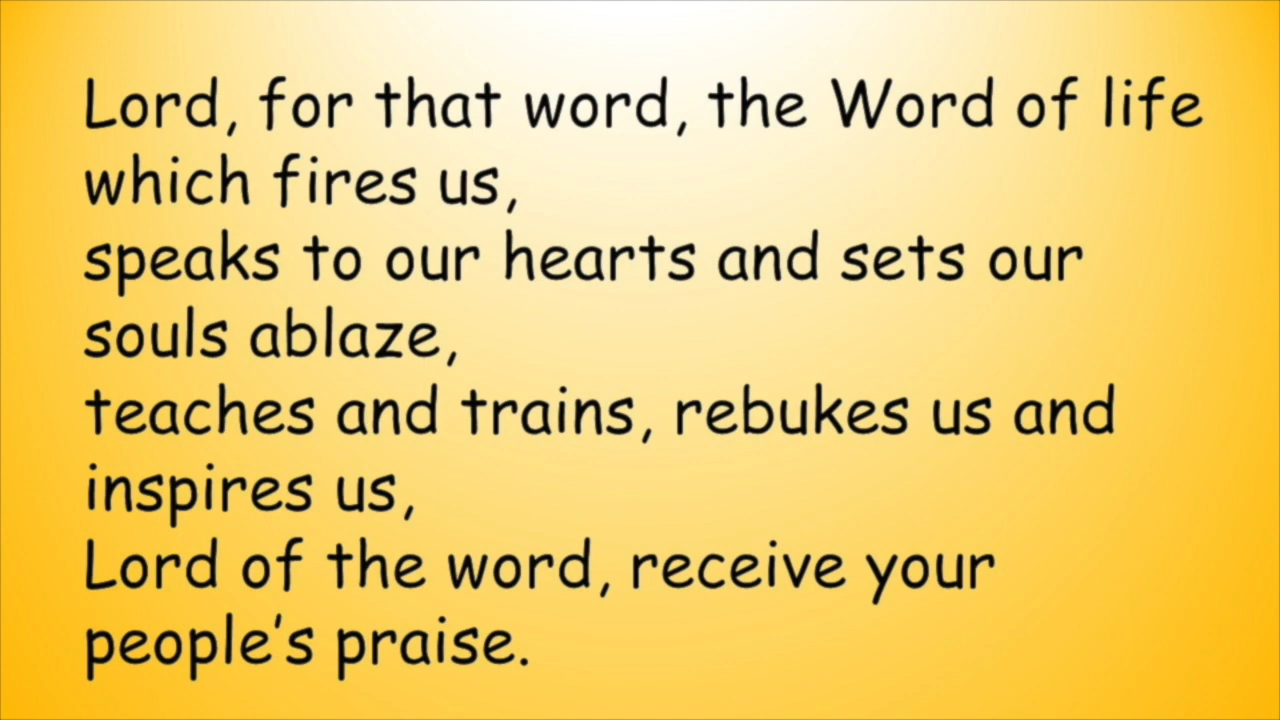 Lord, for that word, the Word of life
which fires us,
speaks to our hearts and sets our
souls ablaze,
teaches and trains, rebukes us and
inspires us,
Lord of the word, receive your
people’s praise.